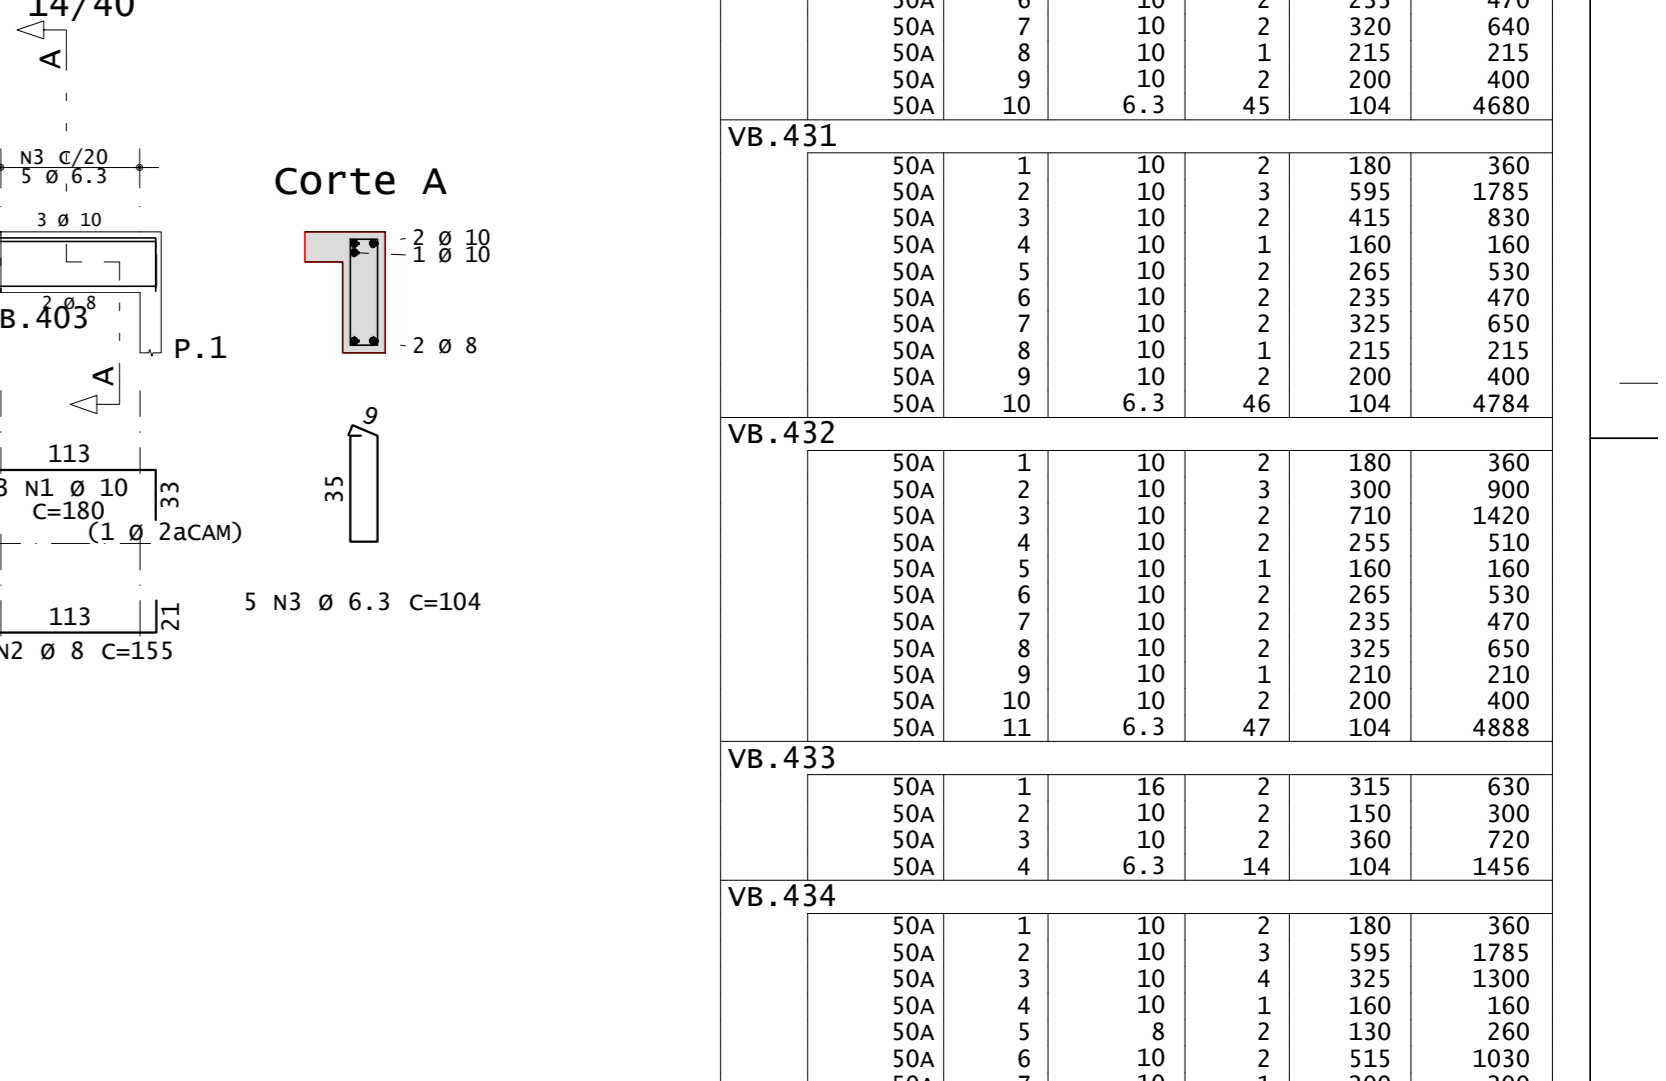 14/40
A
N3 C/20
5 Ø 6.3
3 Ø 10
2 Ø 8
B.403
P.1
A
113
3 N1 Ø 10
C=180
33
(1 Ø 2aCAM)
113
21
N2 Ø 8 C=155
Corte A
2 Ø 10
1 Ø 10
2 Ø 8
9
35
5 N3 Ø 6.3 C=104
50A 6 10 2 235 470
50A 7 10 2 320 640
50A 8 10 1 215 215
50A 9 10 2 200 400
50A 10 6.3 45 104 4680
VB.431
50A 1 10 2 180 360
50A 2 10 3 595 1785
50A 3 10 2 415 830
50A 4 10 1 160 160
50A 5 10 2 265 530
50A 6 10 2 235 470
50A 7 10 2 325 650
50A 8 10 1 215 215
50A 9 10 2 200 400
50A 10 6.3 46 104 4784
VB.432
50A 1 10 2 180 360
50A 2 10 3 300 900
50A 3 10 2 710 1420
50A 4 10 2 255 510
50A 5 10 1 160 160
50A 6 10 2 265 530
50A 7 10 2 235 470
50A 8 10 2 325 650
50A 9 10 1 210 210
50A 10 10 2 200 400
50A 11 6.3 47 104 4888
VB.433
50A 1 16 2 315 630
50A 2 10 2 150 300
50A 3 10 2 360 720
50A 4 6.3 14 104 1456
VB.434
50A 1 10 2 180 360
50A 2 10 3 595 1785
50A 3 10 4 325 1300
50A 4 10 1 160 160
50A 5 8 2 130 260
50A 6 10 2 515 1030